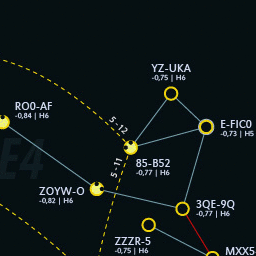 YZ-UKA
-0,75 | H6
RO0-AF
-0,84 | H6
E-FIC0
-0,73 | H5
5-12
85-B52
-0,77 | H6
5-11
E4
ZOYW-O
-0,82 | H6
3QE-9Q
-0,77 | H6
ZZZR-5
-0,75 | H6
MXX5